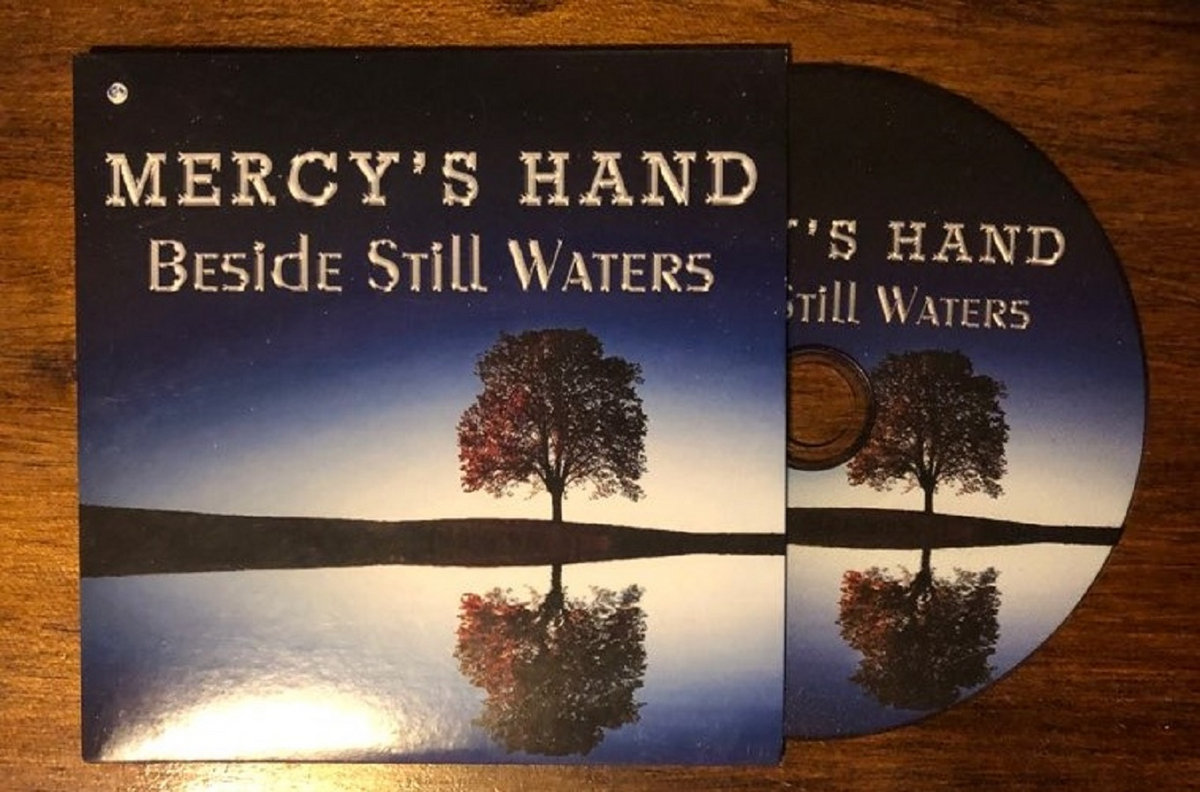 MERCY'S HAND
Beside Still Waters
'S HAND
Still Waters